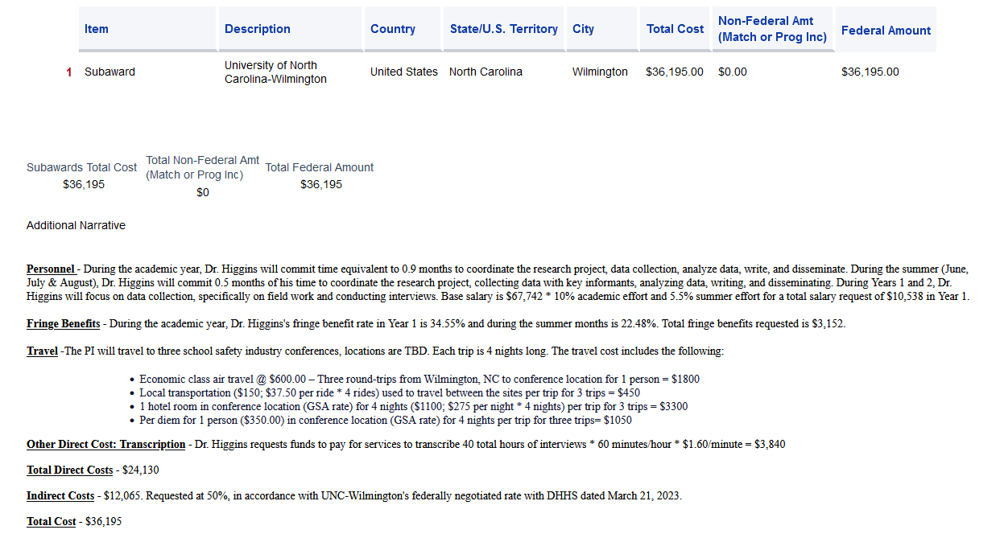 Item Description Country State/U.S. Territory City Total Cost Non-Federal Amt (Match or Prog Inc) Federal Amount
1 Subaward University of North Carolina-Wilmington United States North Carolina Wilmington $36,195.00 $0.00 $36,195.00
Subawards Total Cost Total Non-Federal Amt (Match or Prog Inc) Total Federal Amount
$36,195 $0 $36,195
Additional Narrative
Personnel - During the academic year, Dr. Higgins will commit time equivalent to 0.9 months to coordinate the research project, data collection, analyze data, write, and disseminate. During the summer (June,
July & August), Dr. Higgins will commit 0.5 months of his time to coordinate the research project, collecting data with key informants, analyzing data, writing, and disseminating. During Years 1 and 2, Dr.
Higgins will focus on data collection, specifically on field work and conducting interviews. Base salary is $67,742 * 10% academic effort and 5.5% summer effort for a total salary request of $10,538 in Year 1.
Fringe Benefits - During the academic year, Dr. Higgins's fringe benefit rate in Year 1 is 34.55% and during the summer months is 22.48%. Total fringe benefits requested is $3,152.
Travel -The PI will travel to three school safety industry conferences, locations are TBD. Each trip is 4 nights long. The travel cost includes the following:
• Economic class air travel @ $600.00 – Three round-trips from Wilmington, NC to conference location for 1 person = $1800
• Local transportation ($150; $37.50 per ride * 4 rides) used to travel between the sites per trip for 3 trips = $450
• 1 hotel room in conference location (GSA rate) for 4 nights ($1100; $275 per night * 4 nights) per trip for 3 trips = $3300
• Per diem for 1 person ($350.00) in conference location (GSA rate) for 4 nights per trip for three trips= $1050
Other Direct Cost: Transcription - Dr. Higgins requests funds to pay for services to transcribe 40 total hours of interviews * 60 minutes/hour * $1.60/minute = $3,840
Total Direct Costs - $24,130
Indirect Costs - $12,065. Requested at 50%, in accordance with UNC-Wilmington's federally negotiated rate with DHHS dated March 21, 2023.
Total Cost - $36,195